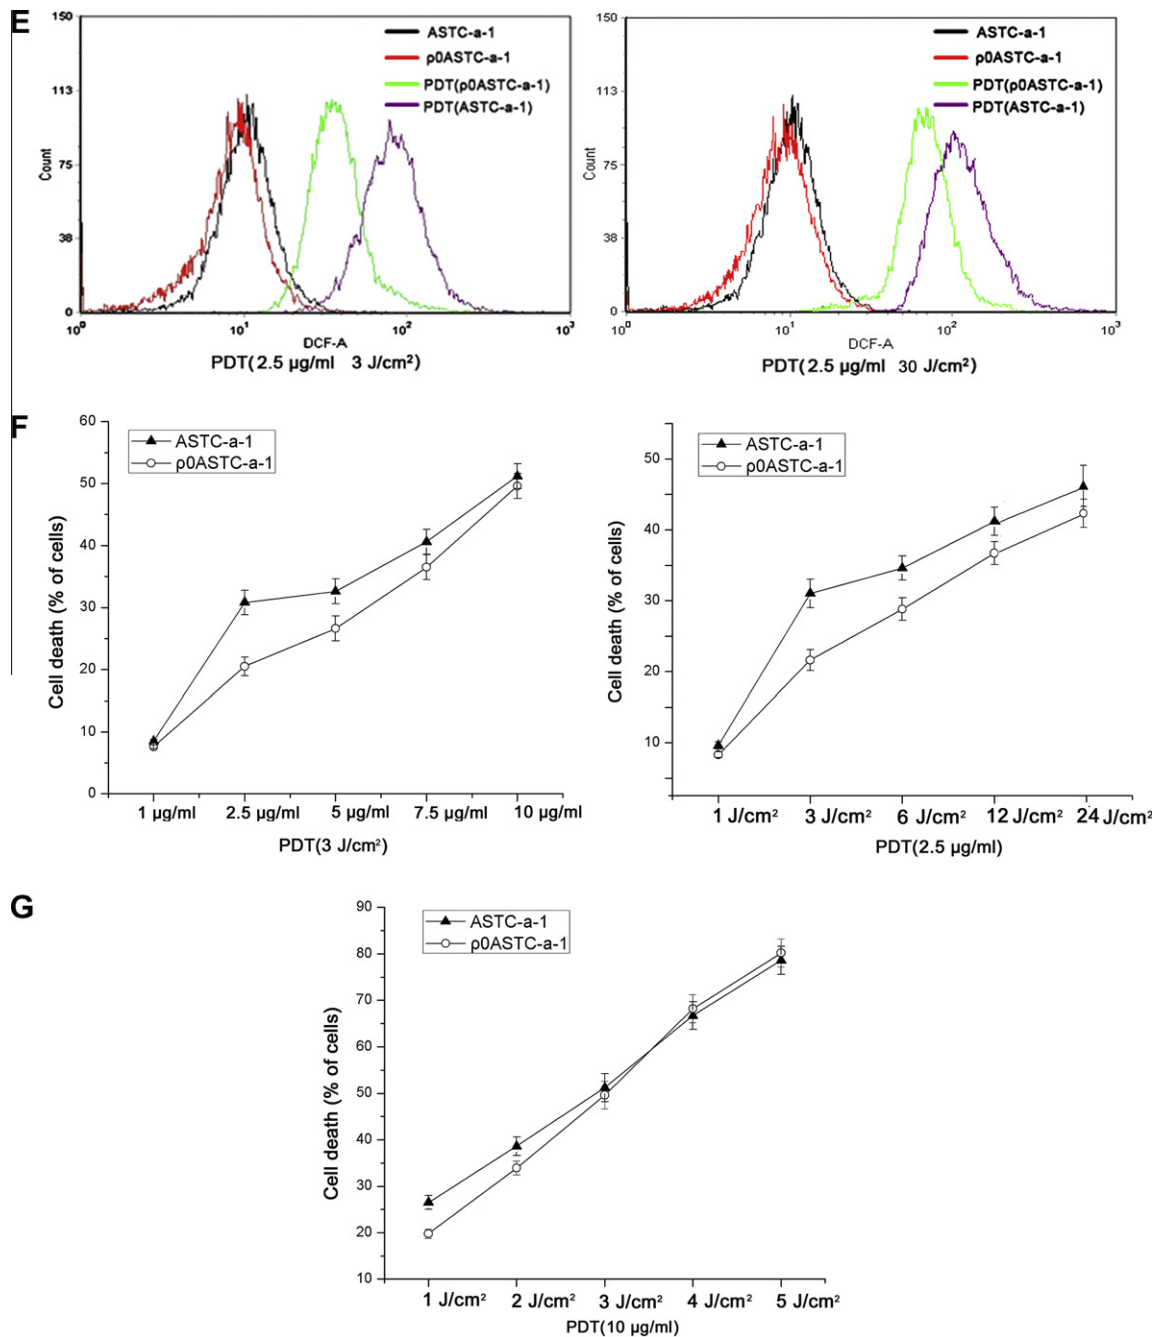 E
150
113
75
38
0
Count
ASTC-a-1
ρ0ASTC-a-1
PDT(ρ0ASTC-a-1)
PDT(ASTC-a-1)
10⁰ 10¹ 10² 10³
DCF-A
PDT(2.5 µg/ml 3 J/cm²)
150
113
75
38
0
Count
ASTC-a-1
ρ0ASTC-a-1
PDT(ρ0ASTC-a-1)
PDT(ASTC-a-1)
10⁰ 10¹ 10² 10³
DCF-A
PDT(2.5 µg/ml 30 J/cm²)
F
60
50
40
30
20
10
0
Cell death (% of cells)
ASTC-a-1
ρ0ASTC-a-1
1 µg/ml 2.5 µg/ml 5 µg/ml 7.5 µg/ml 10 µg/ml
PDT(3 J/cm²)
50
40
30
20
10
Cell death (% of cells)
ASTC-a-1
ρ0ASTC-a-1
1 J/cm² 3 J/cm² 6 J/cm² 12 J/cm² 24 J/cm²
PDT(2.5 µg/ml)
G
90
80
70
60
50
40
30
20
10
Cell death (% of cells)
ASTC-a-1
ρ0ASTC-a-1
1 J/cm² 2 J/cm² 3 J/cm² 4 J/cm² 5 J/cm²
PDT(10 µg/ml)